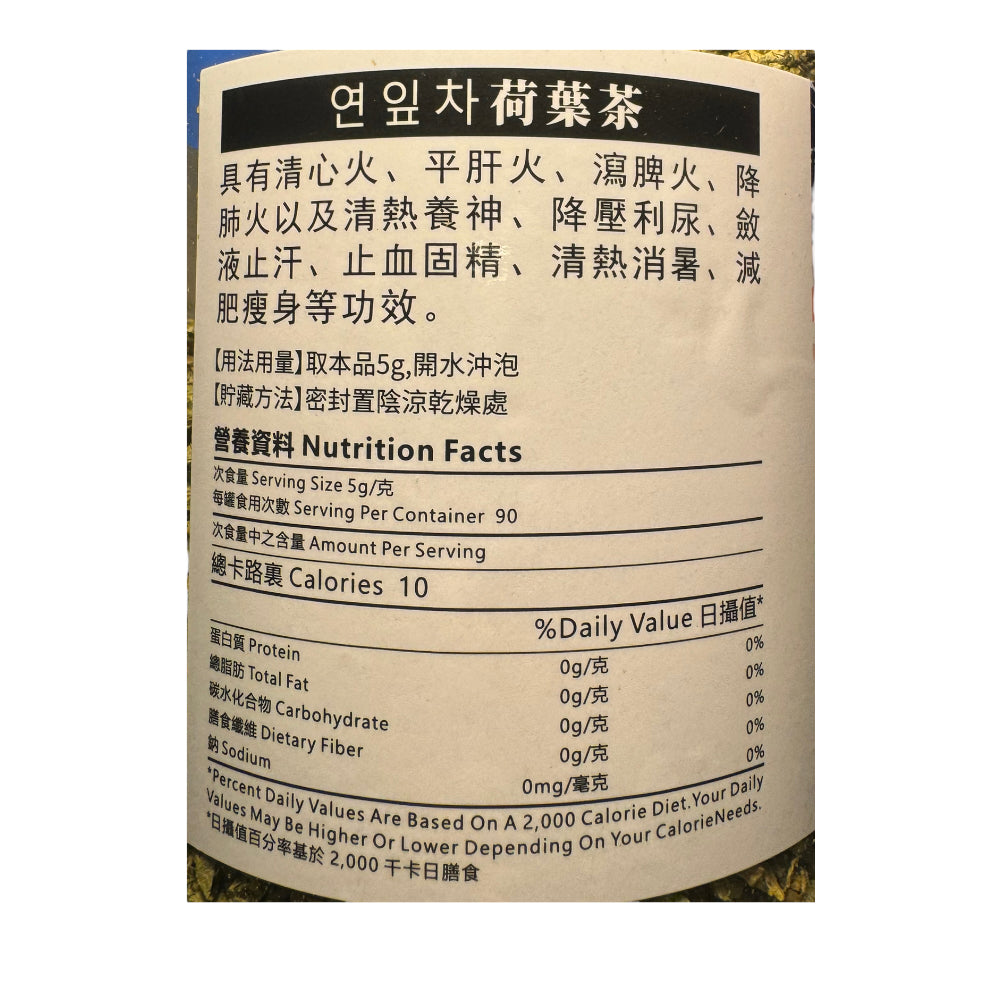 연잎차荷葉茶
具有清心火、平肝火、瀉脾火、降
肺火以及清熱養神、降壓利尿、斂
液止汗、止血固精、清熱消暑、減
肥瘦身等功效。
【用法用量】取本品5g,開水沖泡
【貯藏方法】密封置陰涼乾燥處
營養資料 Nutrition Facts
次食量 Serving Size 5g/克
每罐食用次數 Serving Per Container 90
次食量中之含量 Amount Per Serving
總卡路裏 Calories 10
%Daily Value 日攝值*
蛋白質 Protein 0g/克 0%
總脂肪 Total Fat 0g/克 0%
碳水化合物 Carbohydrate 0g/克 0%
膳食纖維 Dietary Fiber 0g/克 0%
鈉 Sodium 0mg/毫克 0%
*Percent Daily Values Are Based On A 2,000 Calorie Diet.Your Daily
Values May Be Higher Or Lower Depending On Your CalorieNeeds.
*日攝值百分率基於 2,000 干卡日膳食